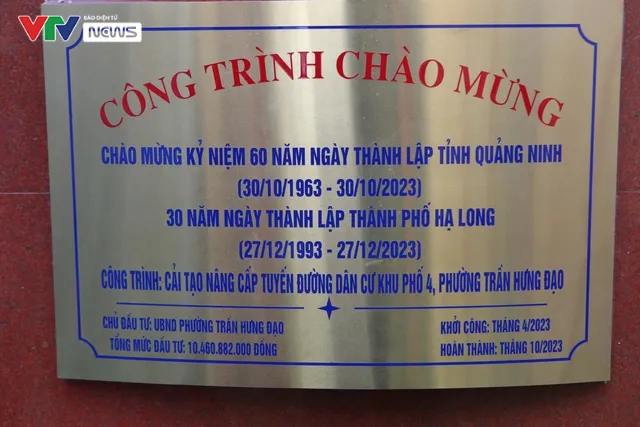 VTV BÁO ĐIỆN TỬ NEWS
CÔNG TRÌNH CHÀO MỪNG
CHÀO MỪNG KỶ NIỆM 60 NĂM NGÀY THÀNH LẬP TỈNH QUẢNG NINH
(30/10/1963 - 30/10/2023)
30 NĂM NGÀY THÀNH LẬP THÀNH PHỐ HẠ LONG
(27/12/1993 - 27/12/2023)
CÔNG TRÌNH: CẢI TẠO NÂNG CẤP TUYẾN ĐƯỜNG DÂN CƯ KHU PHỐ 4, PHƯỜNG TRẦN HƯNG ĐẠO
CHỦ ĐẦU TƯ: UBND PHƯỜNG TRẦN HƯNG ĐẠO
TỔNG MỨC ĐẦU TƯ: 10.460.882.000 ĐỒNG
KHỞI CÔNG: THÁNG 4/2023
HOÀN THÀNH: THÁNG 10/2023